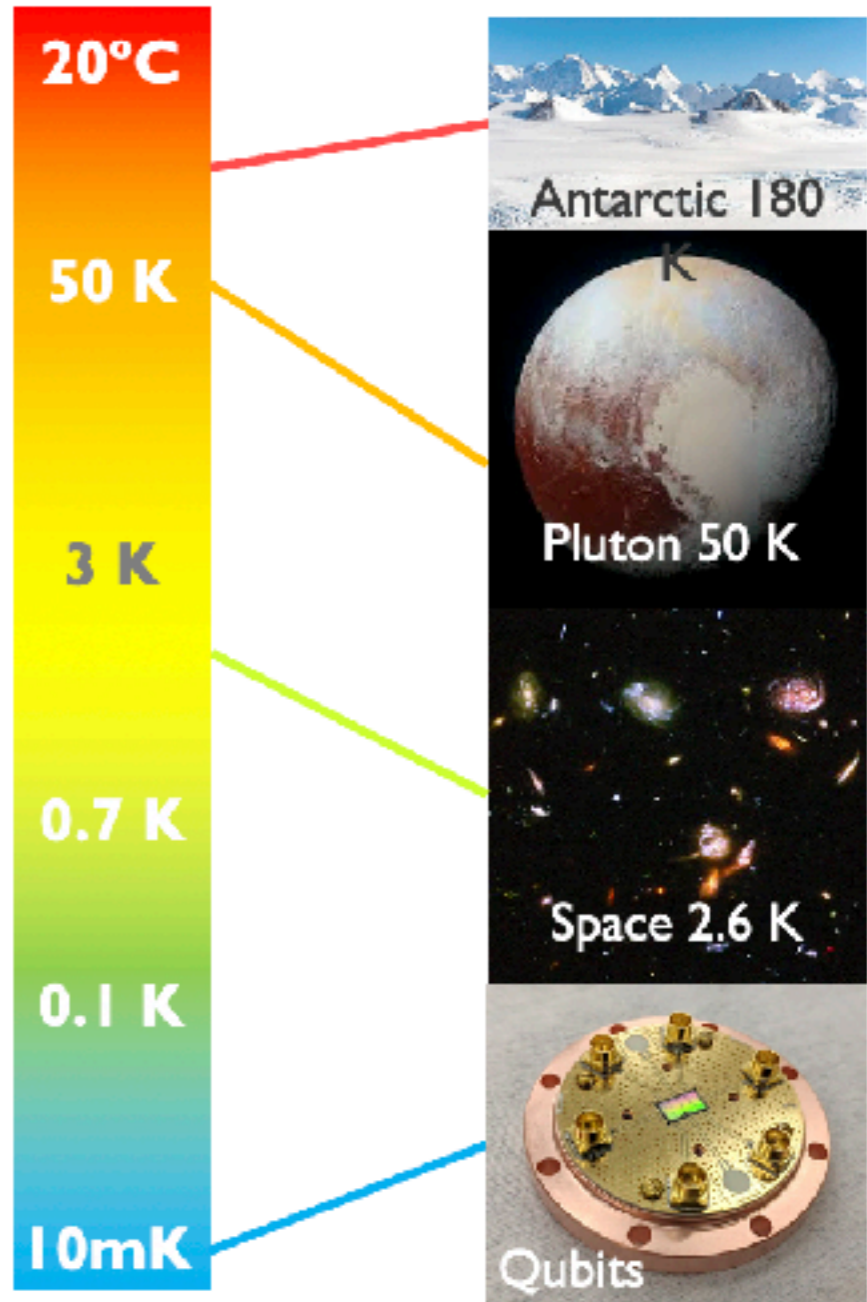 20°C
50 K
3 K
0.7 K
0.1 K
10mK
Antarctic 180
K
Pluton 50 K
Space 2.6 K
Qubits